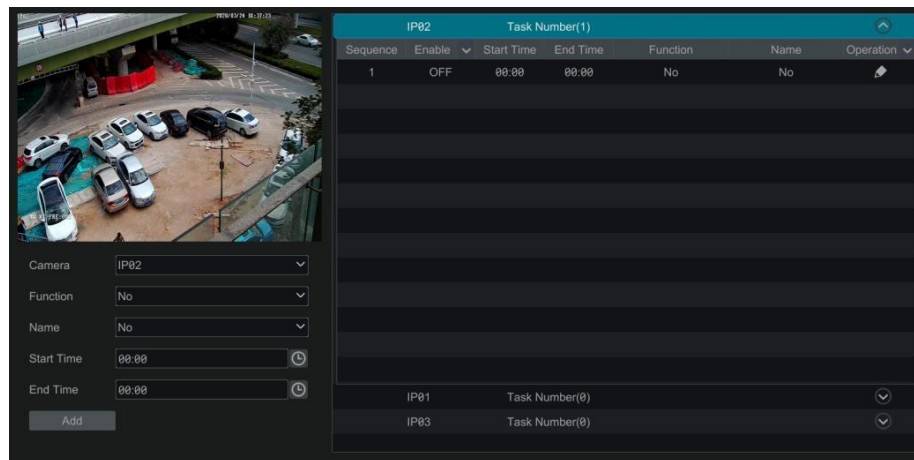 IP02 Task Number(1)
Sequence Enable Start Time End Time Function Name Operation
1 OFF 00:00 00:00 No No
Camera IP02
Function No
Name No
Start Time 00:00
End Time 00:00
Add
IP01 Task Number(0)
IP03 Task Number(0)